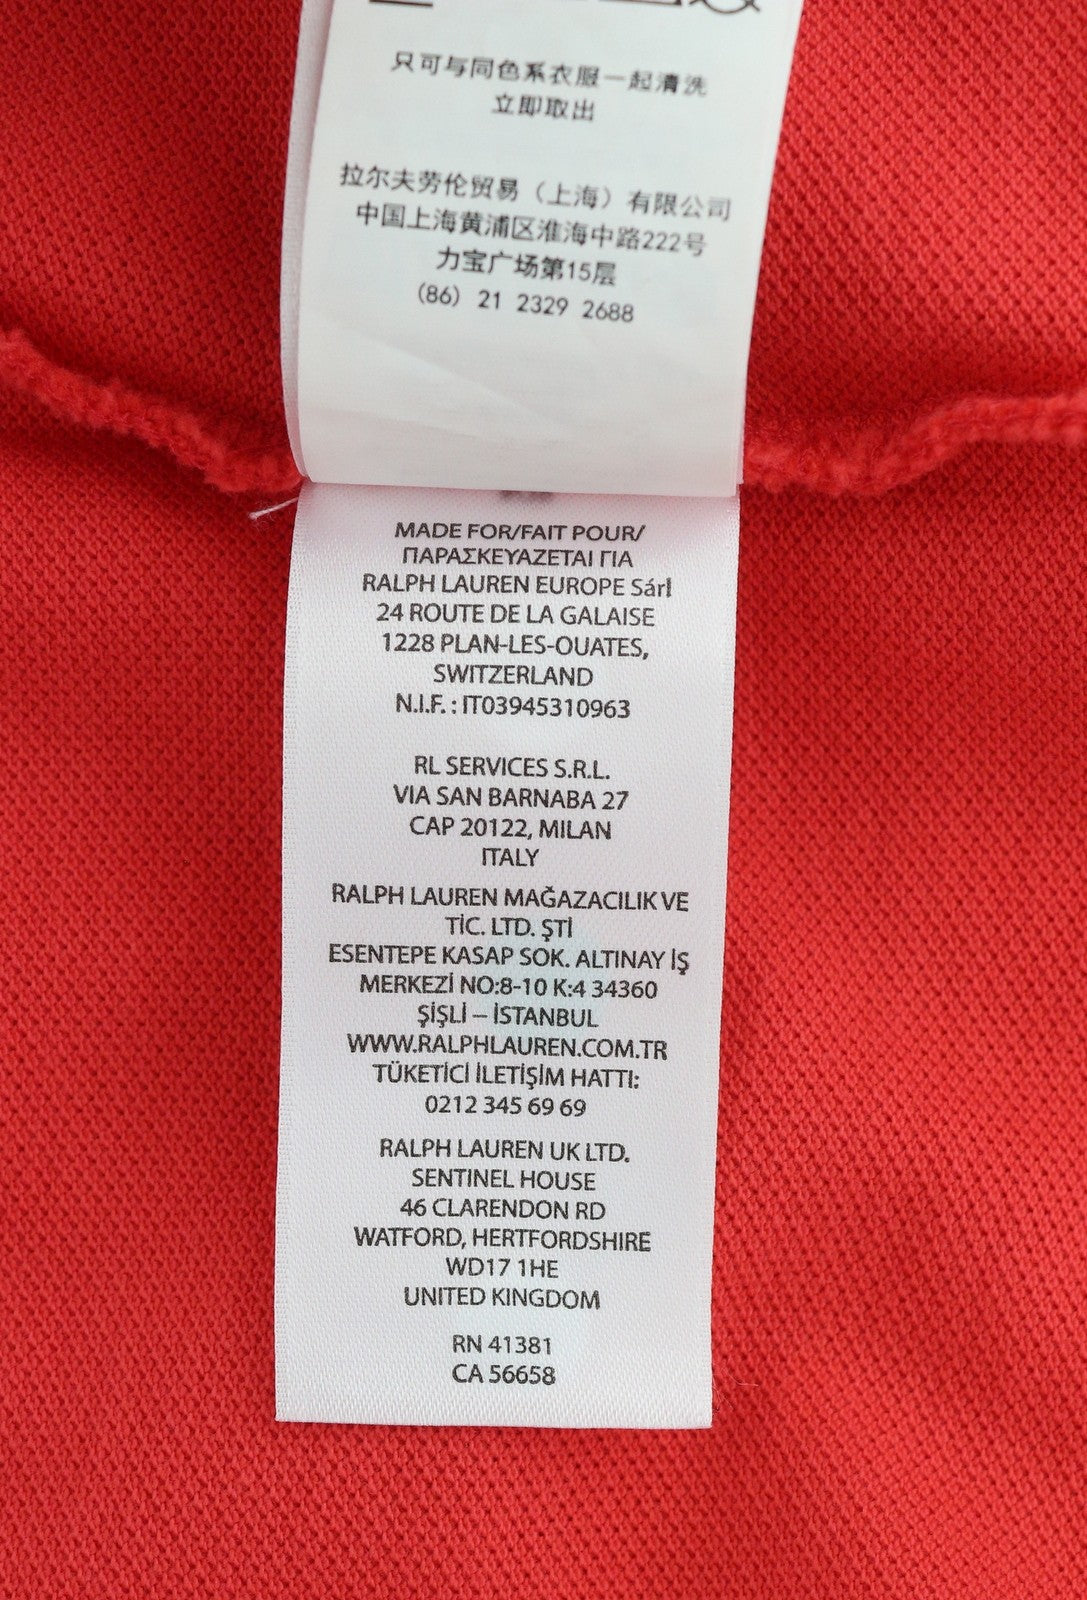 只可与同色系衣服一起清洗
立即取出
拉尔夫劳伦贸易（上海）有限公司
中国上海黄浦区淮海中路222号
力宝广场第15层
(86) 21 2329 2688
MADE FOR/FAIT POUR/
ΠΑΡΑΣΚΕΥΑΖΕΤΑΙ ΓΙΑ
RALPH LAUREN EUROPE Sárl
24 ROUTE DE LA GALAISE
1228 PLAN-LES-OUATES,
SWITZERLAND
N.I.F. : IT03945310963
RL SERVICES S.R.L.
VIA SAN BARNABA 27
CAP 20122, MILAN
ITALY
RALPH LAUREN MAĞAZACILIK VE
TİC. LTD. ŞTİ
ESENTEPE KASAP SOK. ALTINAY İŞ
MERKEZİ NO:8-10 K:4 34360
ŞİŞLİ – İSTANBUL
WWW.RALPHLAUREN.COM.TR
TÜKETİCİ İLETİŞİM HATTI:
0212 345 69 69
RALPH LAUREN UK LTD.
SENTINEL HOUSE
46 CLARENDON RD
WATFORD, HERTFORDSHIRE
WD17 1HE
UNITED KINGDOM
RN 41381
CA 56658